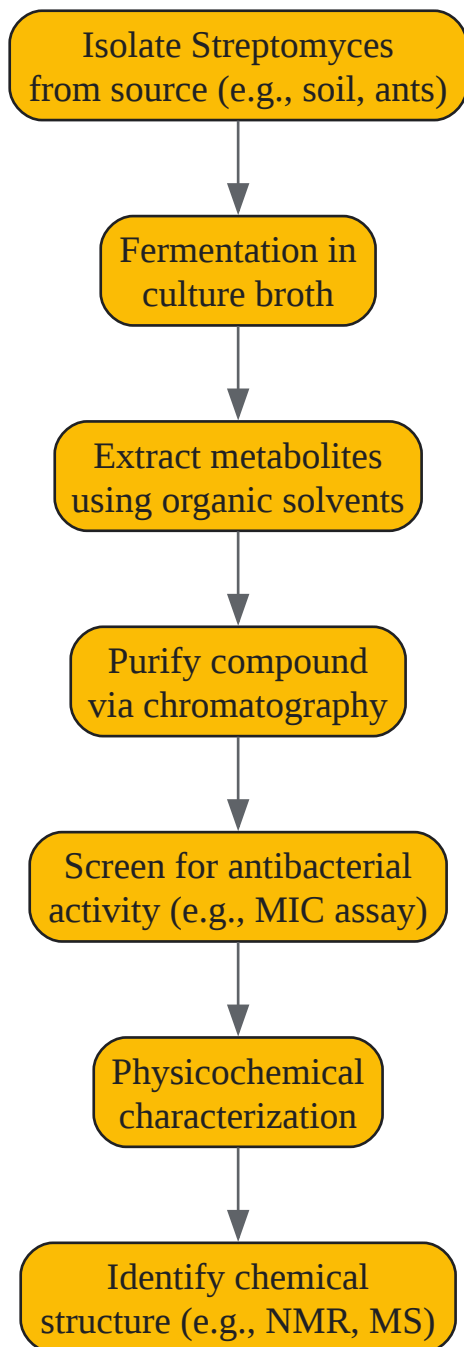 Isolate Streptomyces
from source (e.g., soil, ants)
Fermentation in
culture broth
Extract metabolites
using organic solvents
Purify compound
via chromatography
Screen for antibacterial
activity (e.g., MIC assay)
Physicochemical
characterization
Identify chemical
structure (e.g., NMR, MS)